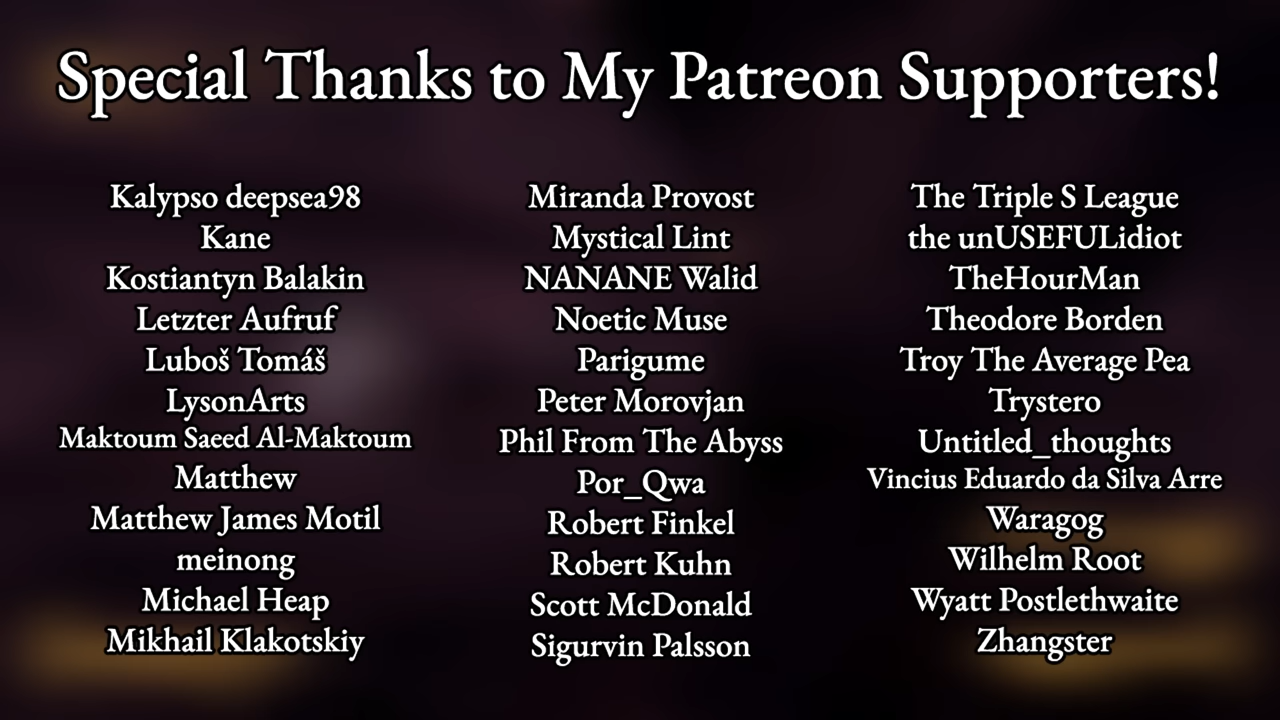 Special Thanks to My Patreon Supporters!
Kalypso deepsea98
Kane
Kostiantyn Balakin
Letzter Aufruf
Luboš Tomáš
LysonArts
Maktoum Saeed Al-Maktoum
Matthew
Matthew James Motil
meinong
Michael Heap
Mikhail Klakotskiy
Miranda Provost
Mystical Lint
NANANE Walid
Noetic Muse
Parigume
Peter Morovjan
Phil From The Abyss
Por_Qwa
Robert Finkel
Robert Kuhn
Scott McDonald
Sigurvin Palsson
The Triple S League
the unUSEFULidiot
TheHourMan
Theodore Borden
Troy The Average Pea
Trystero
Untitled_thoughts
Vincius Eduardo da Silva Arre
Waragog
Wilhelm Root
Wyatt Postlethwaite
Zhangster